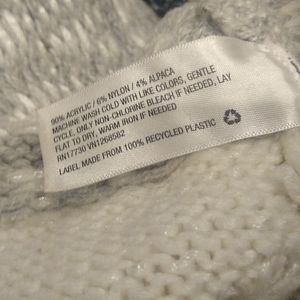 90% ACRYLIC / 6% NYLON / 4% ALPACA
MACHINE WASH COLD WITH LIKE COLORS, GENTLE
CYCLE, ONLY NON-CHLORINE BLEACH IF NEEDED, LAY
FLAT TO DRY, WARM IRON IF NEEDED
RN17730 VN1268582
LABEL MADE FROM 100% RECYCLED PLASTIC